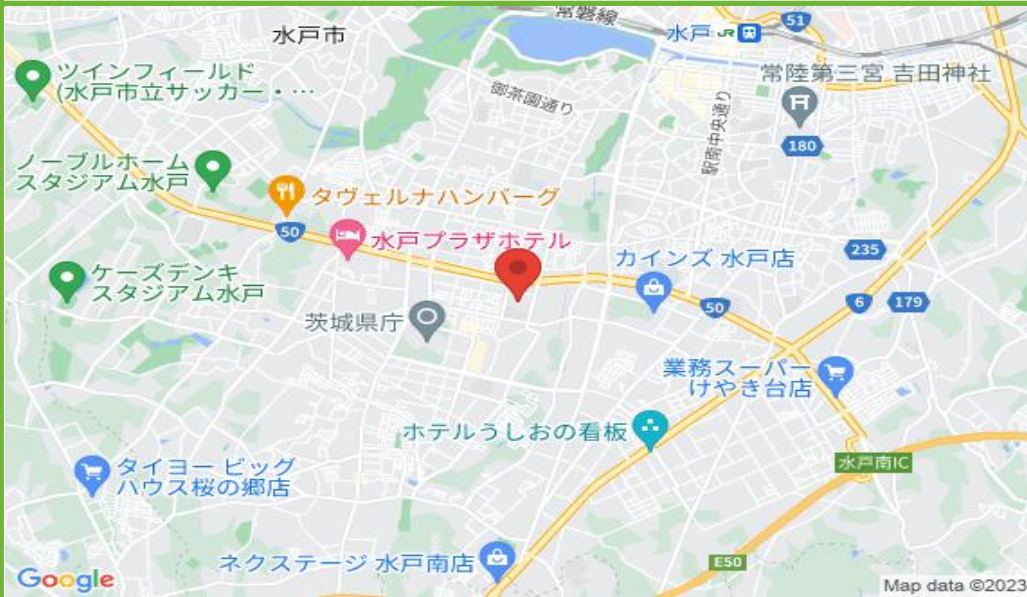 常磐線
51
水戸市
水戸 JR
ツインフィールド
(水戸市立サッカー・…
常陸第三宮 吉田神社
御茶園通り
駅南中央通り
180
ノーブルホーム
スタジアム水戸
タヴェルナハンバーグ
50
水戸プラザホテル
235
カインズ 水戸店
ケーズデンキ
スタジアム水戸
50
6
179
茨城県庁
業務スーパー
けやき台店
ホテルうしおの看板
水戸南IC
タイヨー ビッグ
ハウス桜の郷店
ネクステージ 水戸南店
E50
Google
Map data ©2023